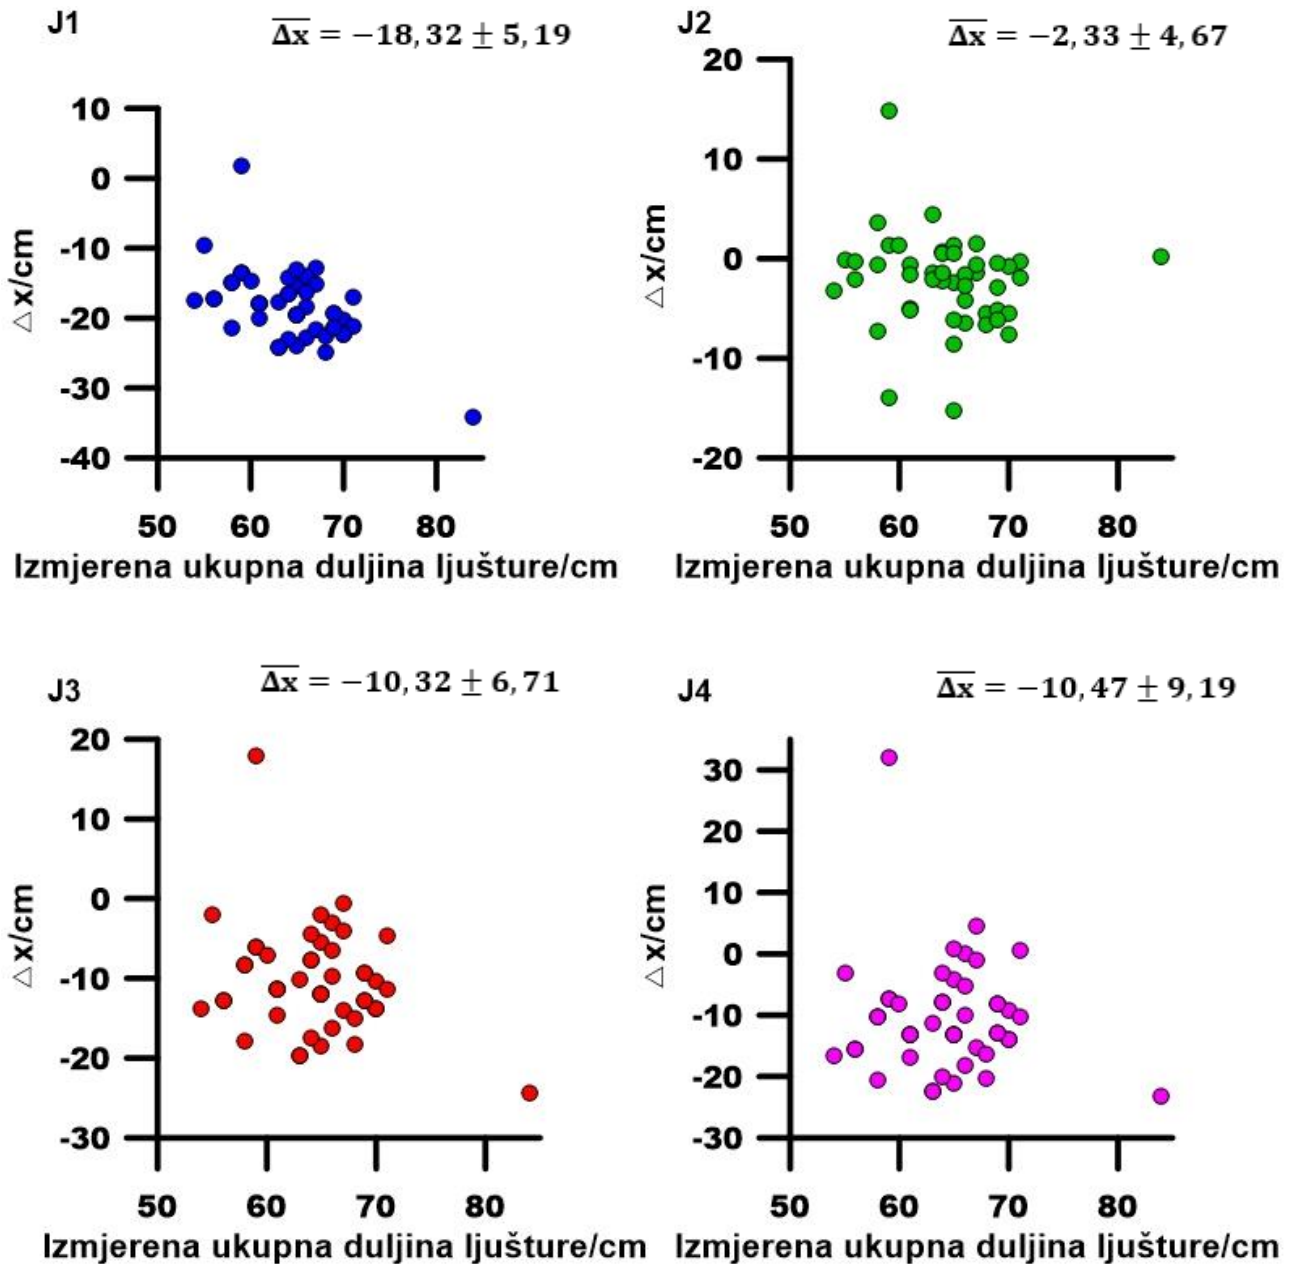 J1
Δx = −18,32 ± 5,19
10
0
-10
-20
-30
-40
△x/cm
50 60 70 80
Izmjerena ukupna duljina ljušture/cm
J2
Δx = −2,33 ± 4,67
20
10
0
-10
-20
△x/cm
50 60 70 80
Izmjerena ukupna duljina ljušture/cm
J3
Δx = −10,32 ± 6,71
20
10
0
-10
-20
-30
△x/cm
50 60 70 80
Izmjerena ukupna duljina ljušture/cm
J4
Δx = −10,47 ± 9,19
30
20
10
0
-10
-20
-30
△x/cm
50 60 70 80
Izmjerena ukupna duljina ljušture/cm